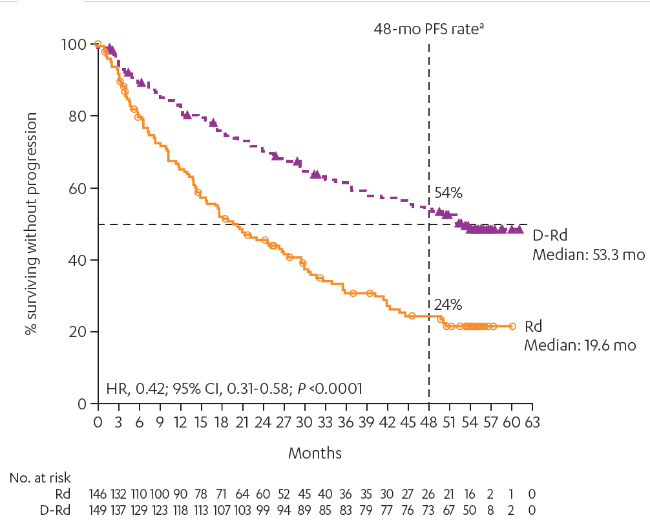 48-mo PFS rateᵃ
100
80
60
40
20
0
% surviving without progression
54%
24%
D-Rd
Median: 53.3 mo
Rd
Median: 19.6 mo
HR, 0.42; 95% CI, 0.31-0.58; P <0.0001
0 3 6 9 12 15 18 21 24 27 30 33 36 39 42 45 48 51 54 57 60 63
Months
No. at risk
Rd 146 132 110 100 90 78 71 64 60 52 45 40 36 35 30 27 26 21 16 2 1 0
D-Rd 149 137 129 123 118 113 107 103 99 94 89 85 83 79 77 76 73 67 50 8 2 0